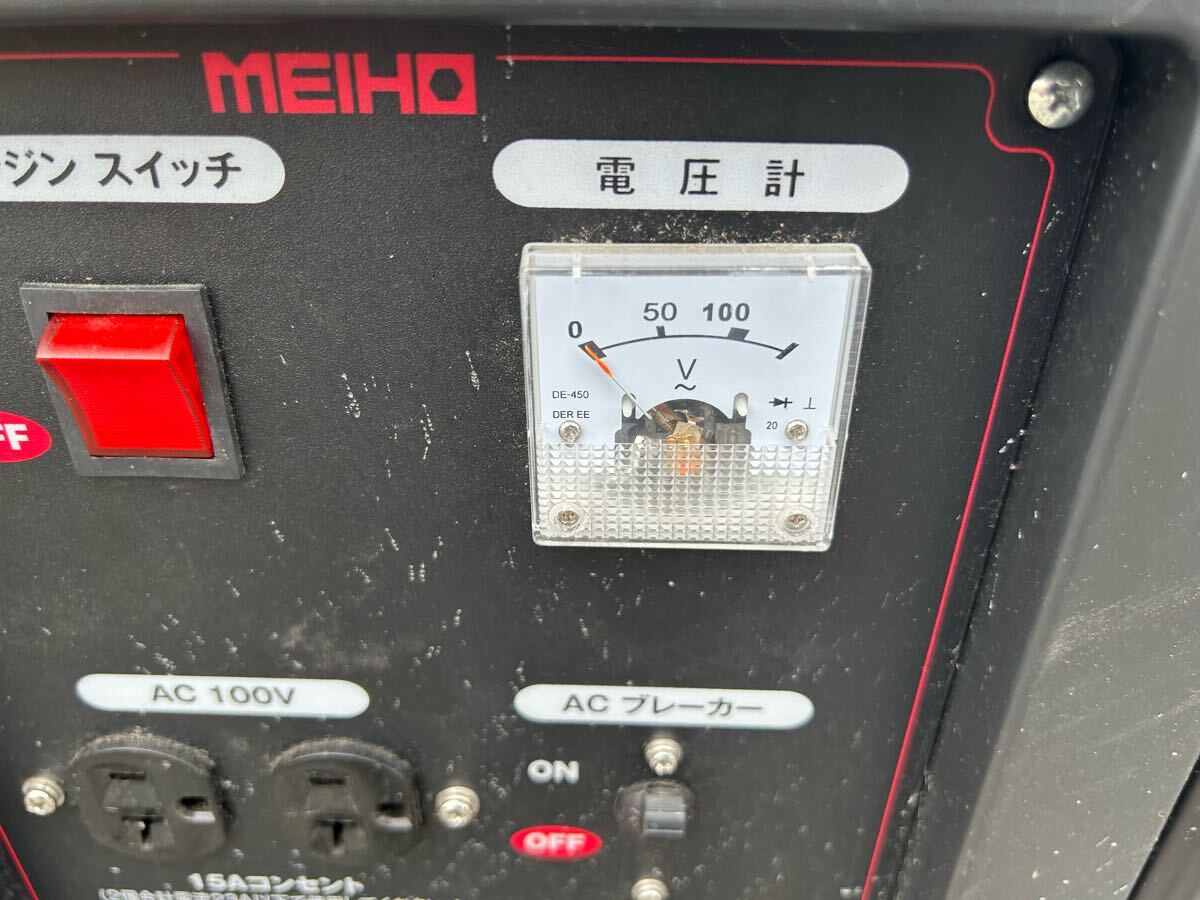 MEIHO
ジン スイッチ
電圧計
0 50 100
V
DE-450
DER EE
20
FF
AC 100V
AC ブレーカー
ON
OFF
15Aコンセント